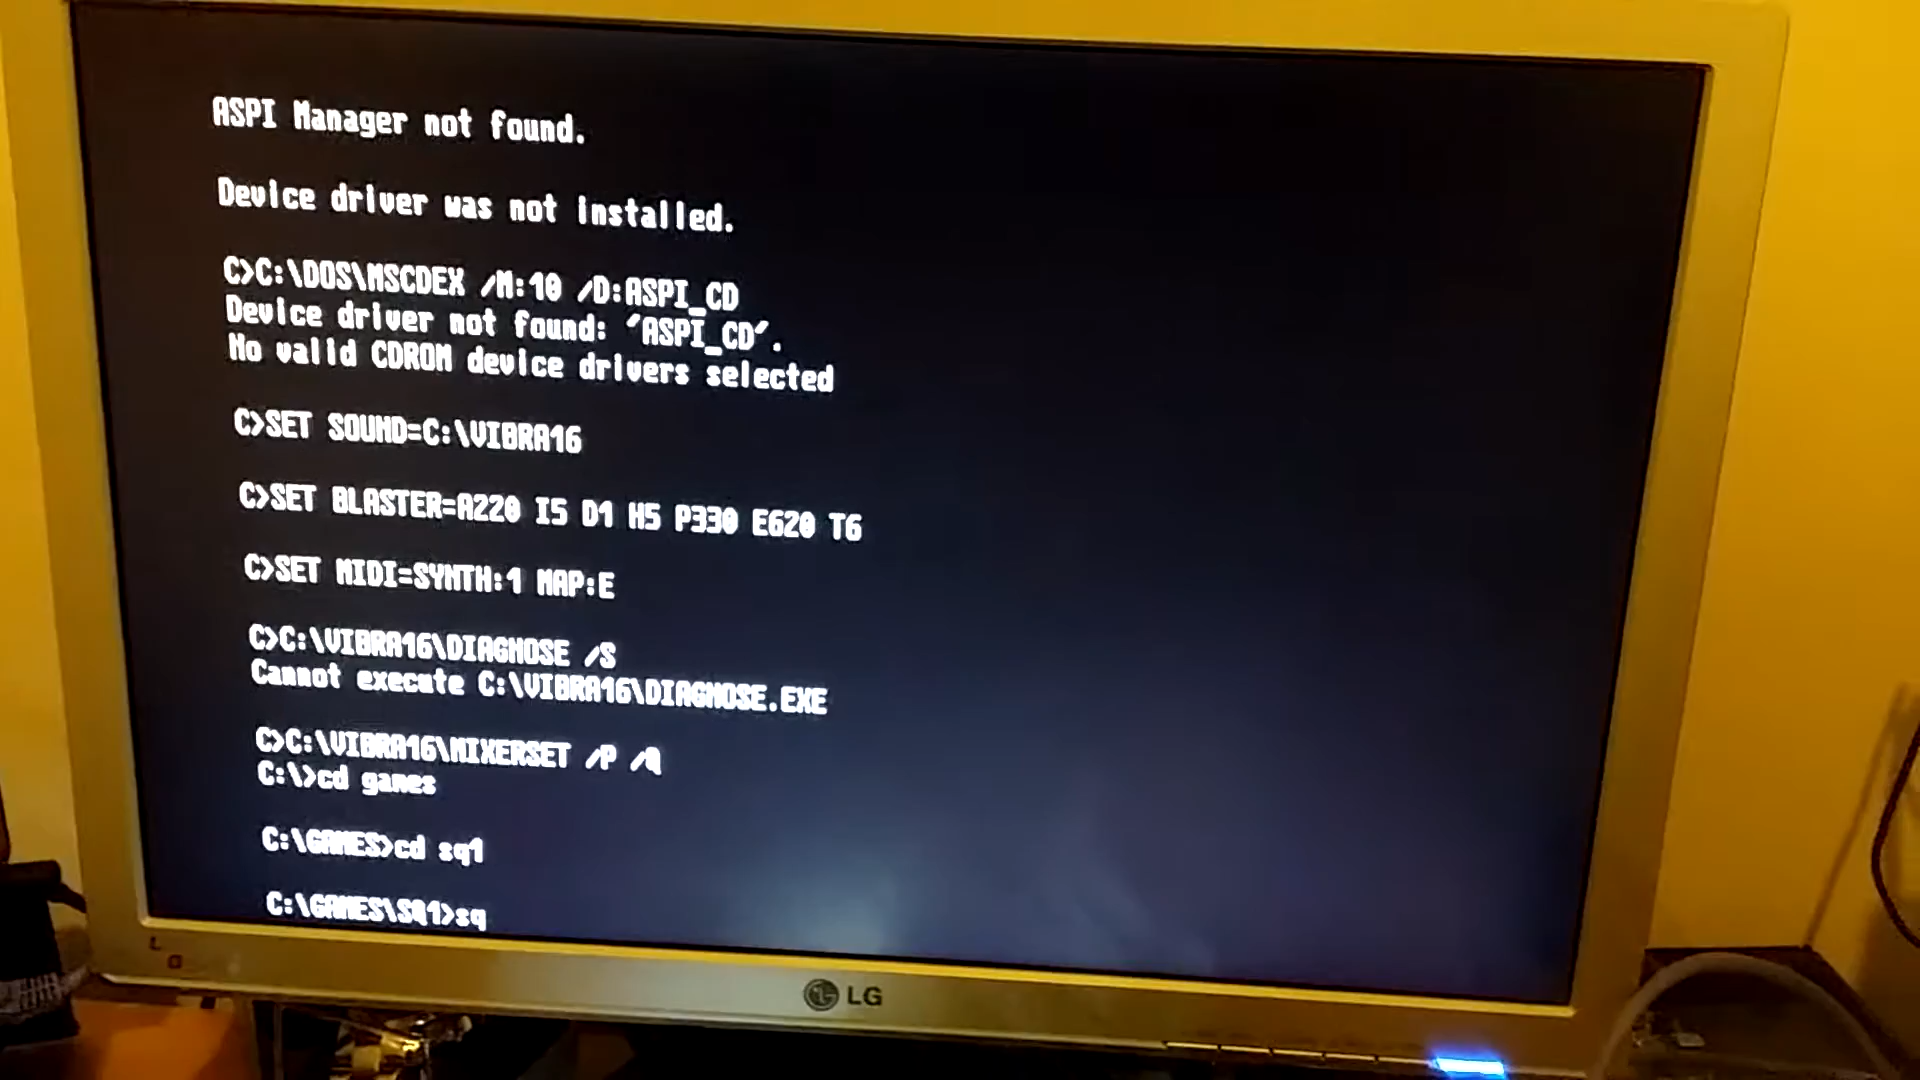 ASPI Manager not found.
Device driver was not installed.
C>C:\DOS\MSCDEX /M:10 /D:ASPI_CD
Device driver not found: 'ASPI_CD'.
No valid CDROM device drivers selected
C>SET SOUND=C:\VIBRA16
C>SET BLASTER=A220 I5 D1 H5 P330 E620 T6
C>SET MIDI=SYNTH:1 MAP:E
C>C:\VIBRA16\DIAGNOSE /S
Cannot execute C:\VIBRA16\DIAGNOSE.EXE
C>C:\VIBRA16\MIXERSET /P /Q
C:\>cd games
C:\GAMES>cd sq1
C:\GAMES\SQ1>sq
LG